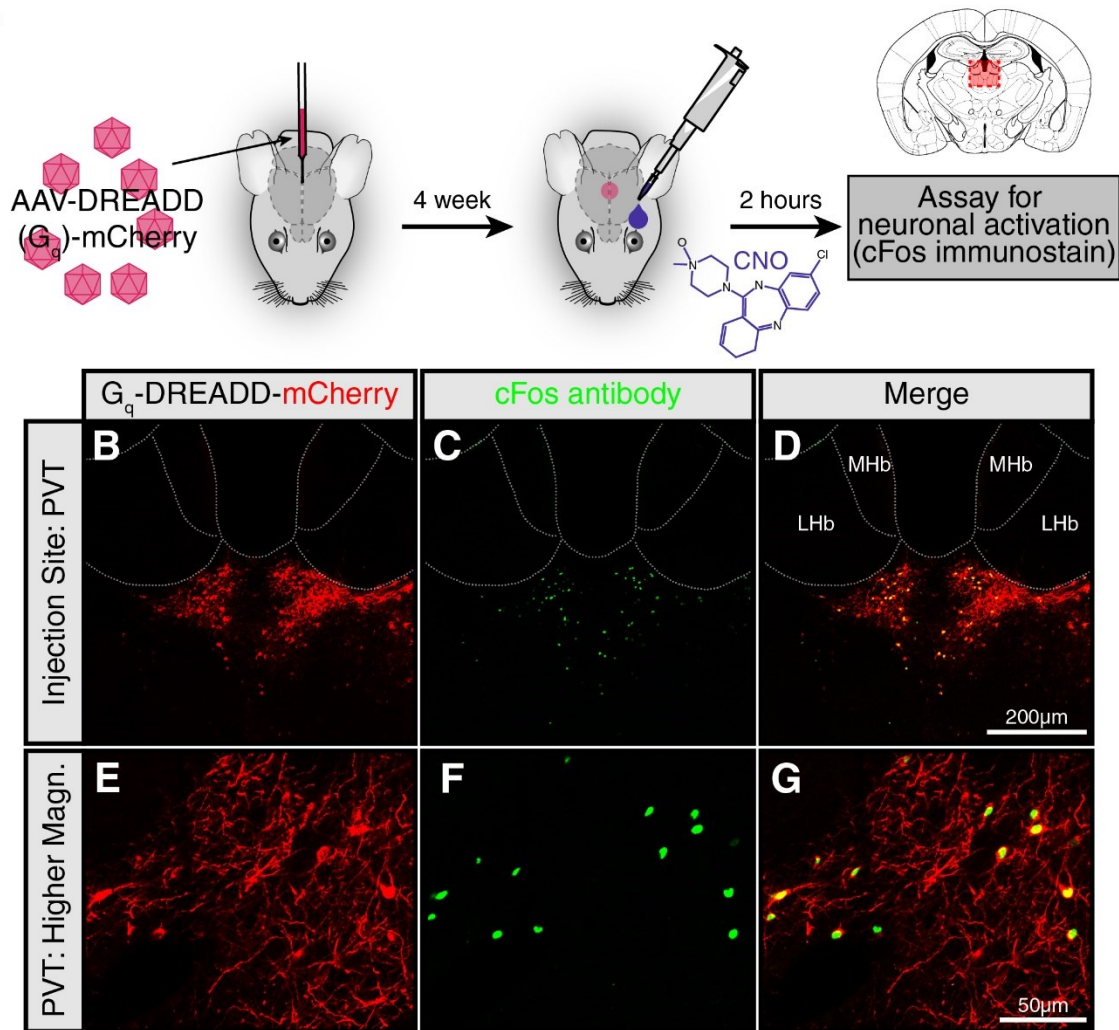 AAV-DREADD
(Gq)-mCherry
4 week
2 hours
CNO
O
N
N
N
N
Cl
Assay for
neuronal activation
(cFos immunostain)
Gq-DREADD-mCherry
cFos antibody
Merge
Injection Site: PVT
B
C
D
MHb
MHb
LHb
LHb
200µm
PVT: Higher Magn.
E
F
G
50µm